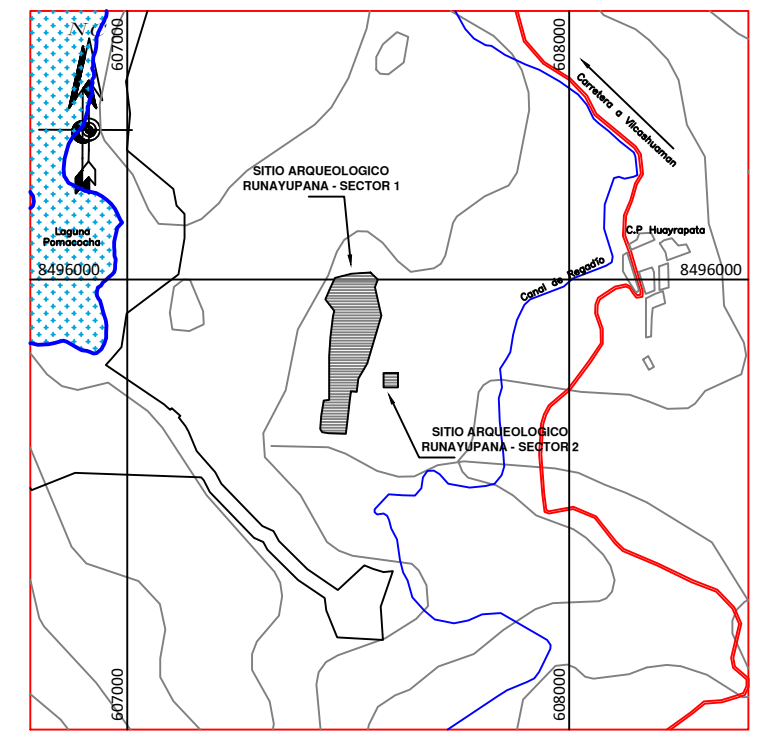 607000
608000
Carretera a Vilcashuaman
SITIO ARQUEOLOGICO
RUNAYUPANA - SECTOR 1
Laguna
Pomacocha
C.P Huayrapata
8496000
Canal de Regadío
8496000
SITIO ARQUEOLOGICO
RUNAYUPANA - SECTOR 2
607000
608000